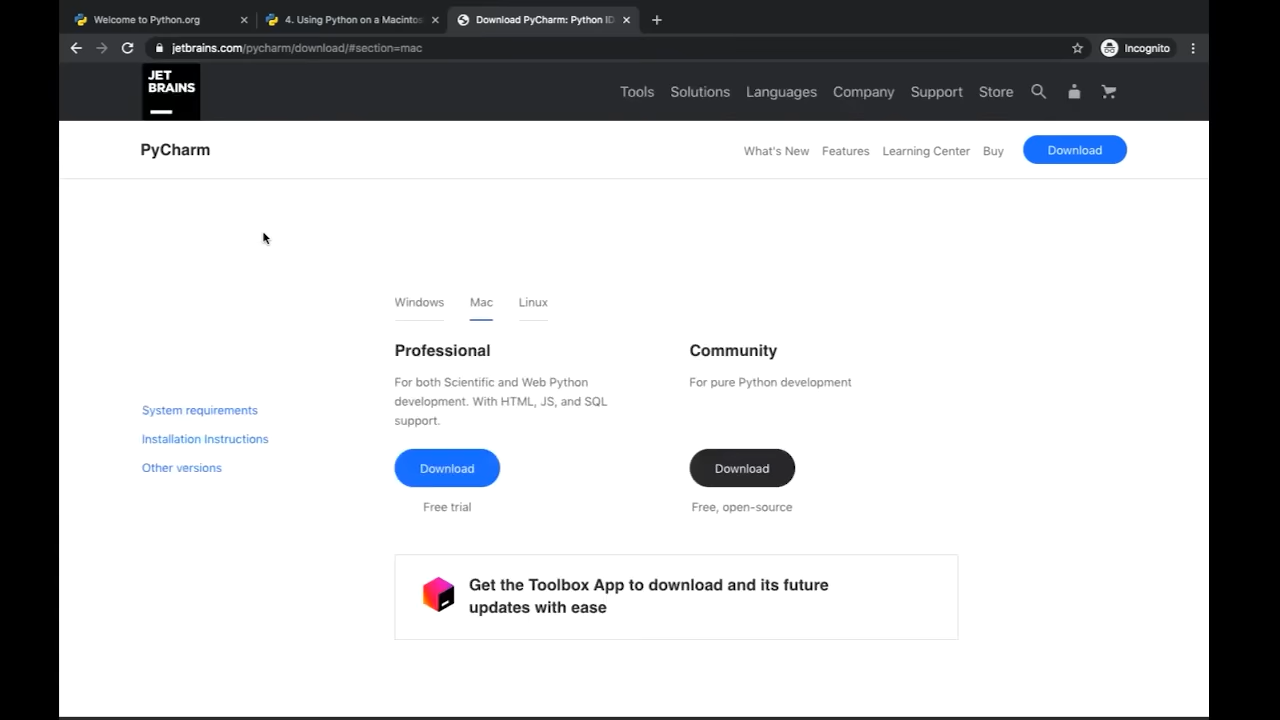 Welcome to Python.org
4. Using Python on a Macintos
Download PyCharm: Python ID
jetbrains.com/pycharm/download/#section=mac
Incognito
JET
BRAINS
Tools Solutions Languages Company Support Store
PyCharm
What's New Features Learning Center Buy Download
Windows Mac Linux
Professional
For both Scientific and Web Python
development. With HTML, JS, and SQL
support.
Download
Free trial
Community
For pure Python development
Download
Free, open-source
System requirements
Installation Instructions
Other versions
Get the Toolbox App to download and its future
updates with ease